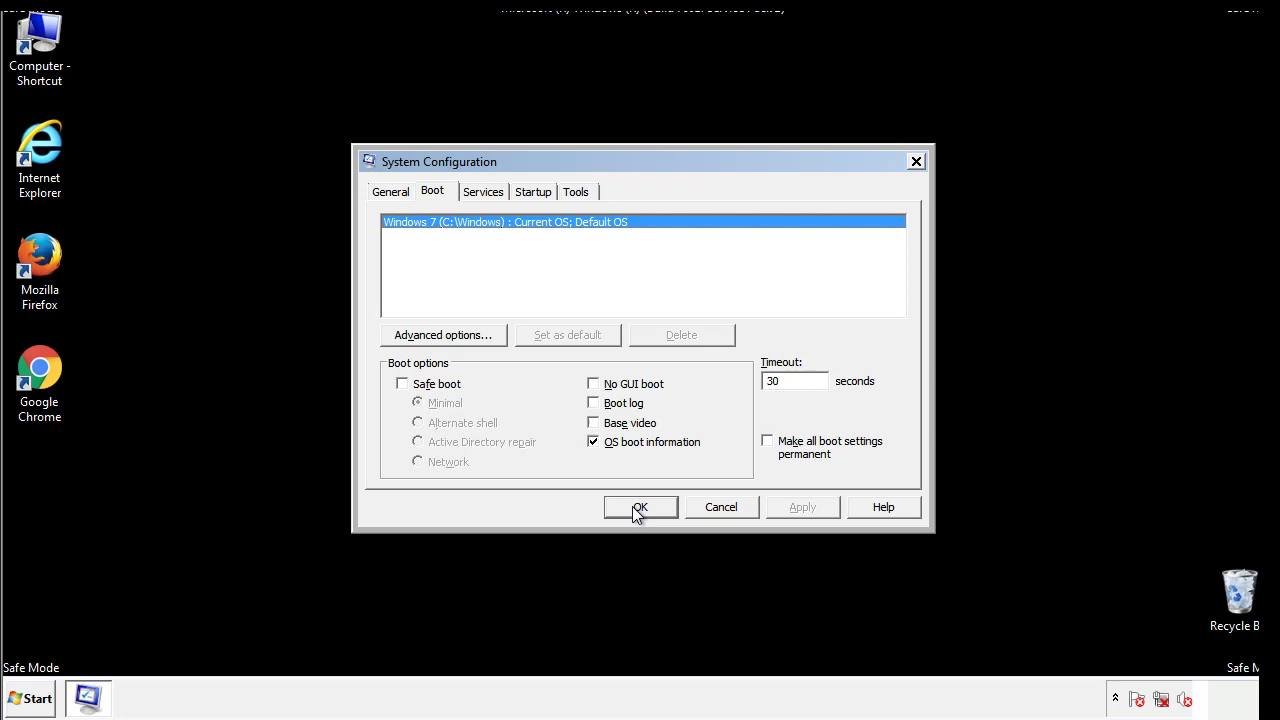 Computer -
Shortcut
Internet
Explorer
Mozilla
Firefox
Google
Chrome
System Configuration
General Boot Services Startup Tools
Windows 7 (C:\Windows) : Current OS; Default OS
Advanced options... Set as default Delete
Boot options
Safe boot
Minimal
Alternate shell
Active Directory repair
Network
No GUI boot
Boot log
Base video
OS boot information
Timeout:
30 seconds
Make all boot settings
permanent
OK Cancel Apply Help
Recycle B
Safe Mode
Safe M
Start